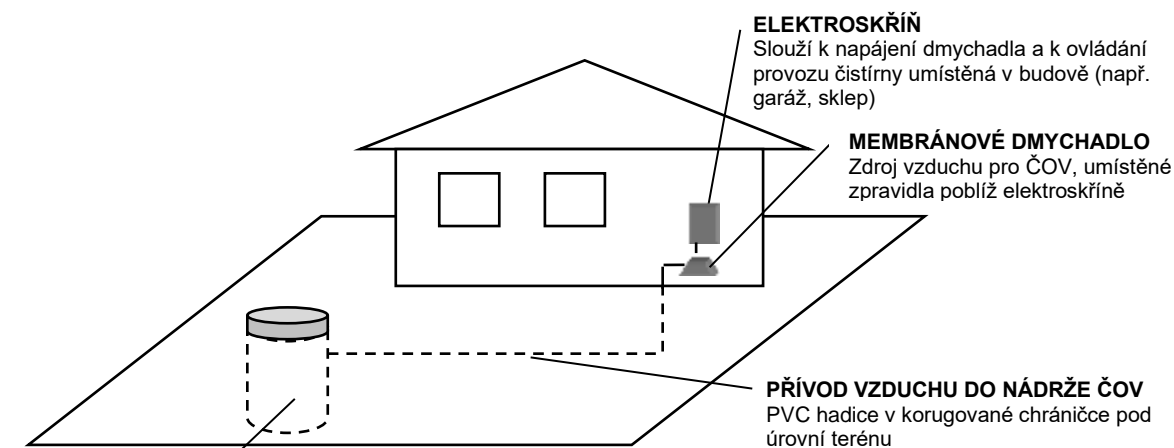 ELEKTROSKŘÍŇ
Slouží k napájení dmychadla a k ovládání
provozu čistírny umístěná v budově (např.
garáž, sklep)
MEMBRÁNOVÉ DMYCHADLO
Zdroj vzduchu pro ČOV, umístěné
zpravidla poblíž elektroskříně
PŘÍVOD VZDUCHU DO NÁDRŽE ČOV
PVC hadice v korugované chráničce pod
úrovní terénu